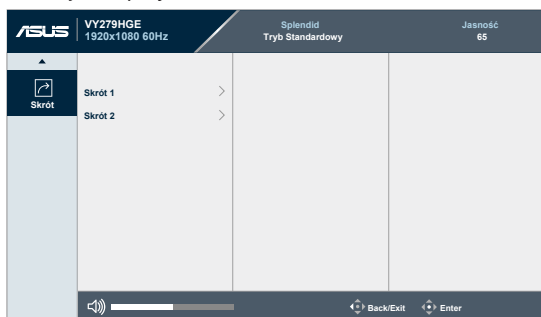 ASUS
VY279HGE
1920x1080 60Hz
Splendid
Tryb Standardowy
Jasność
65
Skrót
Skrót 1
Skrót 2
Back/Exit
Enter